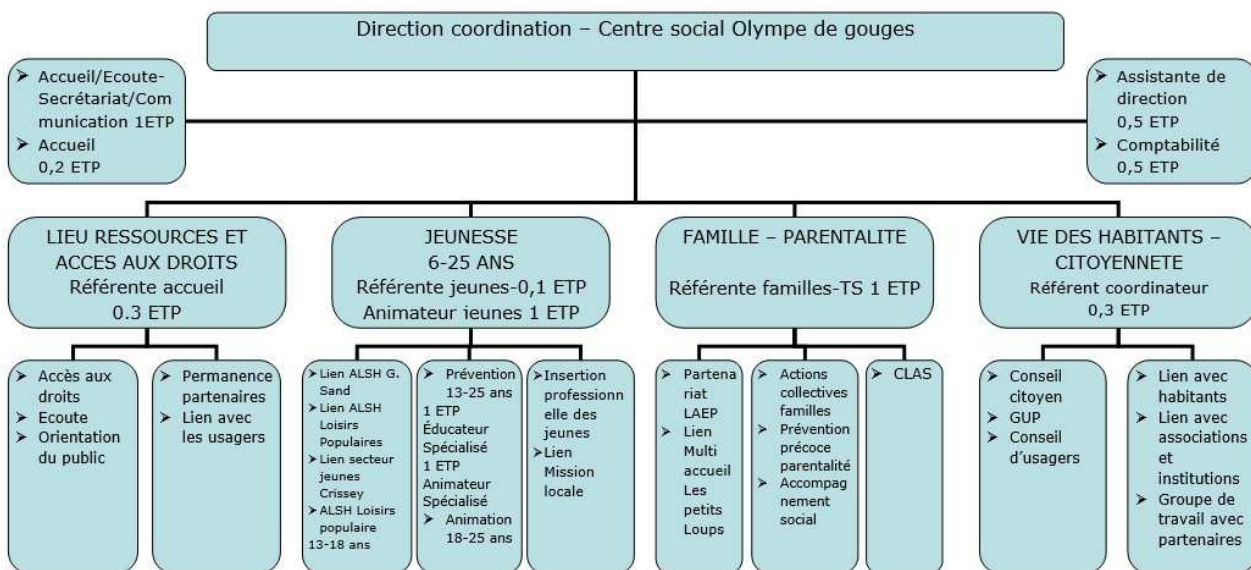 Direction coordination – Centre social Olympe de gouges
➢ Accueil/Ecoute-
Secrétariat/Com
munication 1ETP
➢ Accueil
0,2 ETP
➢ Assistante de
direction
0,5 ETP
➢ Comptabilité
0,5 ETP
LIEU RESSOURCES ET
ACCES AUX DROITS
Référente accueil
0.3 ETP
JEUNESSE
6-25 ANS
Référente jeunes-0,1 ETP
Animateur jeunes 1 ETP
FAMILLE – PARENTALITE
Référente familles-TS 1 ETP
VIE DES HABITANTS –
CITOYENNETE
Référent coordinateur
0,3 ETP
➢ Accès aux
droits
➢ Ecoute
➢ Orientation
du public
➢ Permanence
partenaires
➢ Lien avec
les usagers
➢ Lien ALSH G.
Sand
➢ Lien ALSH
Loisirs
Populaires
➢ Lien secteur
jeunes
Crissey
➢ ALSH Loisirs
populaire
13-18 ans
➢ Prévention
13-25 ans
1 ETP
Éducateur
Spécialisé
1 ETP
Animateur
Spécialisé
➢ Animation
18-25 ans
➢ Insertion
professionn
elle des
jeunes
➢ Lien
Mission
locale
➢ Partena
riat
LAEP
➢ Lien
Multi
accueil
Les
petits
Loups
➢ Actions
collectives
familles
➢ Prévention
précoce
parentalité
➢ Accompag
nement
social
➢ CLAS
➢ Conseil
citoyen
➢ GUP
➢ Conseil
d'usagers
➢ Lien avec
habitants
➢ Lien avec
associations
et
institutions
➢ Groupe de
travail avec
partenaires